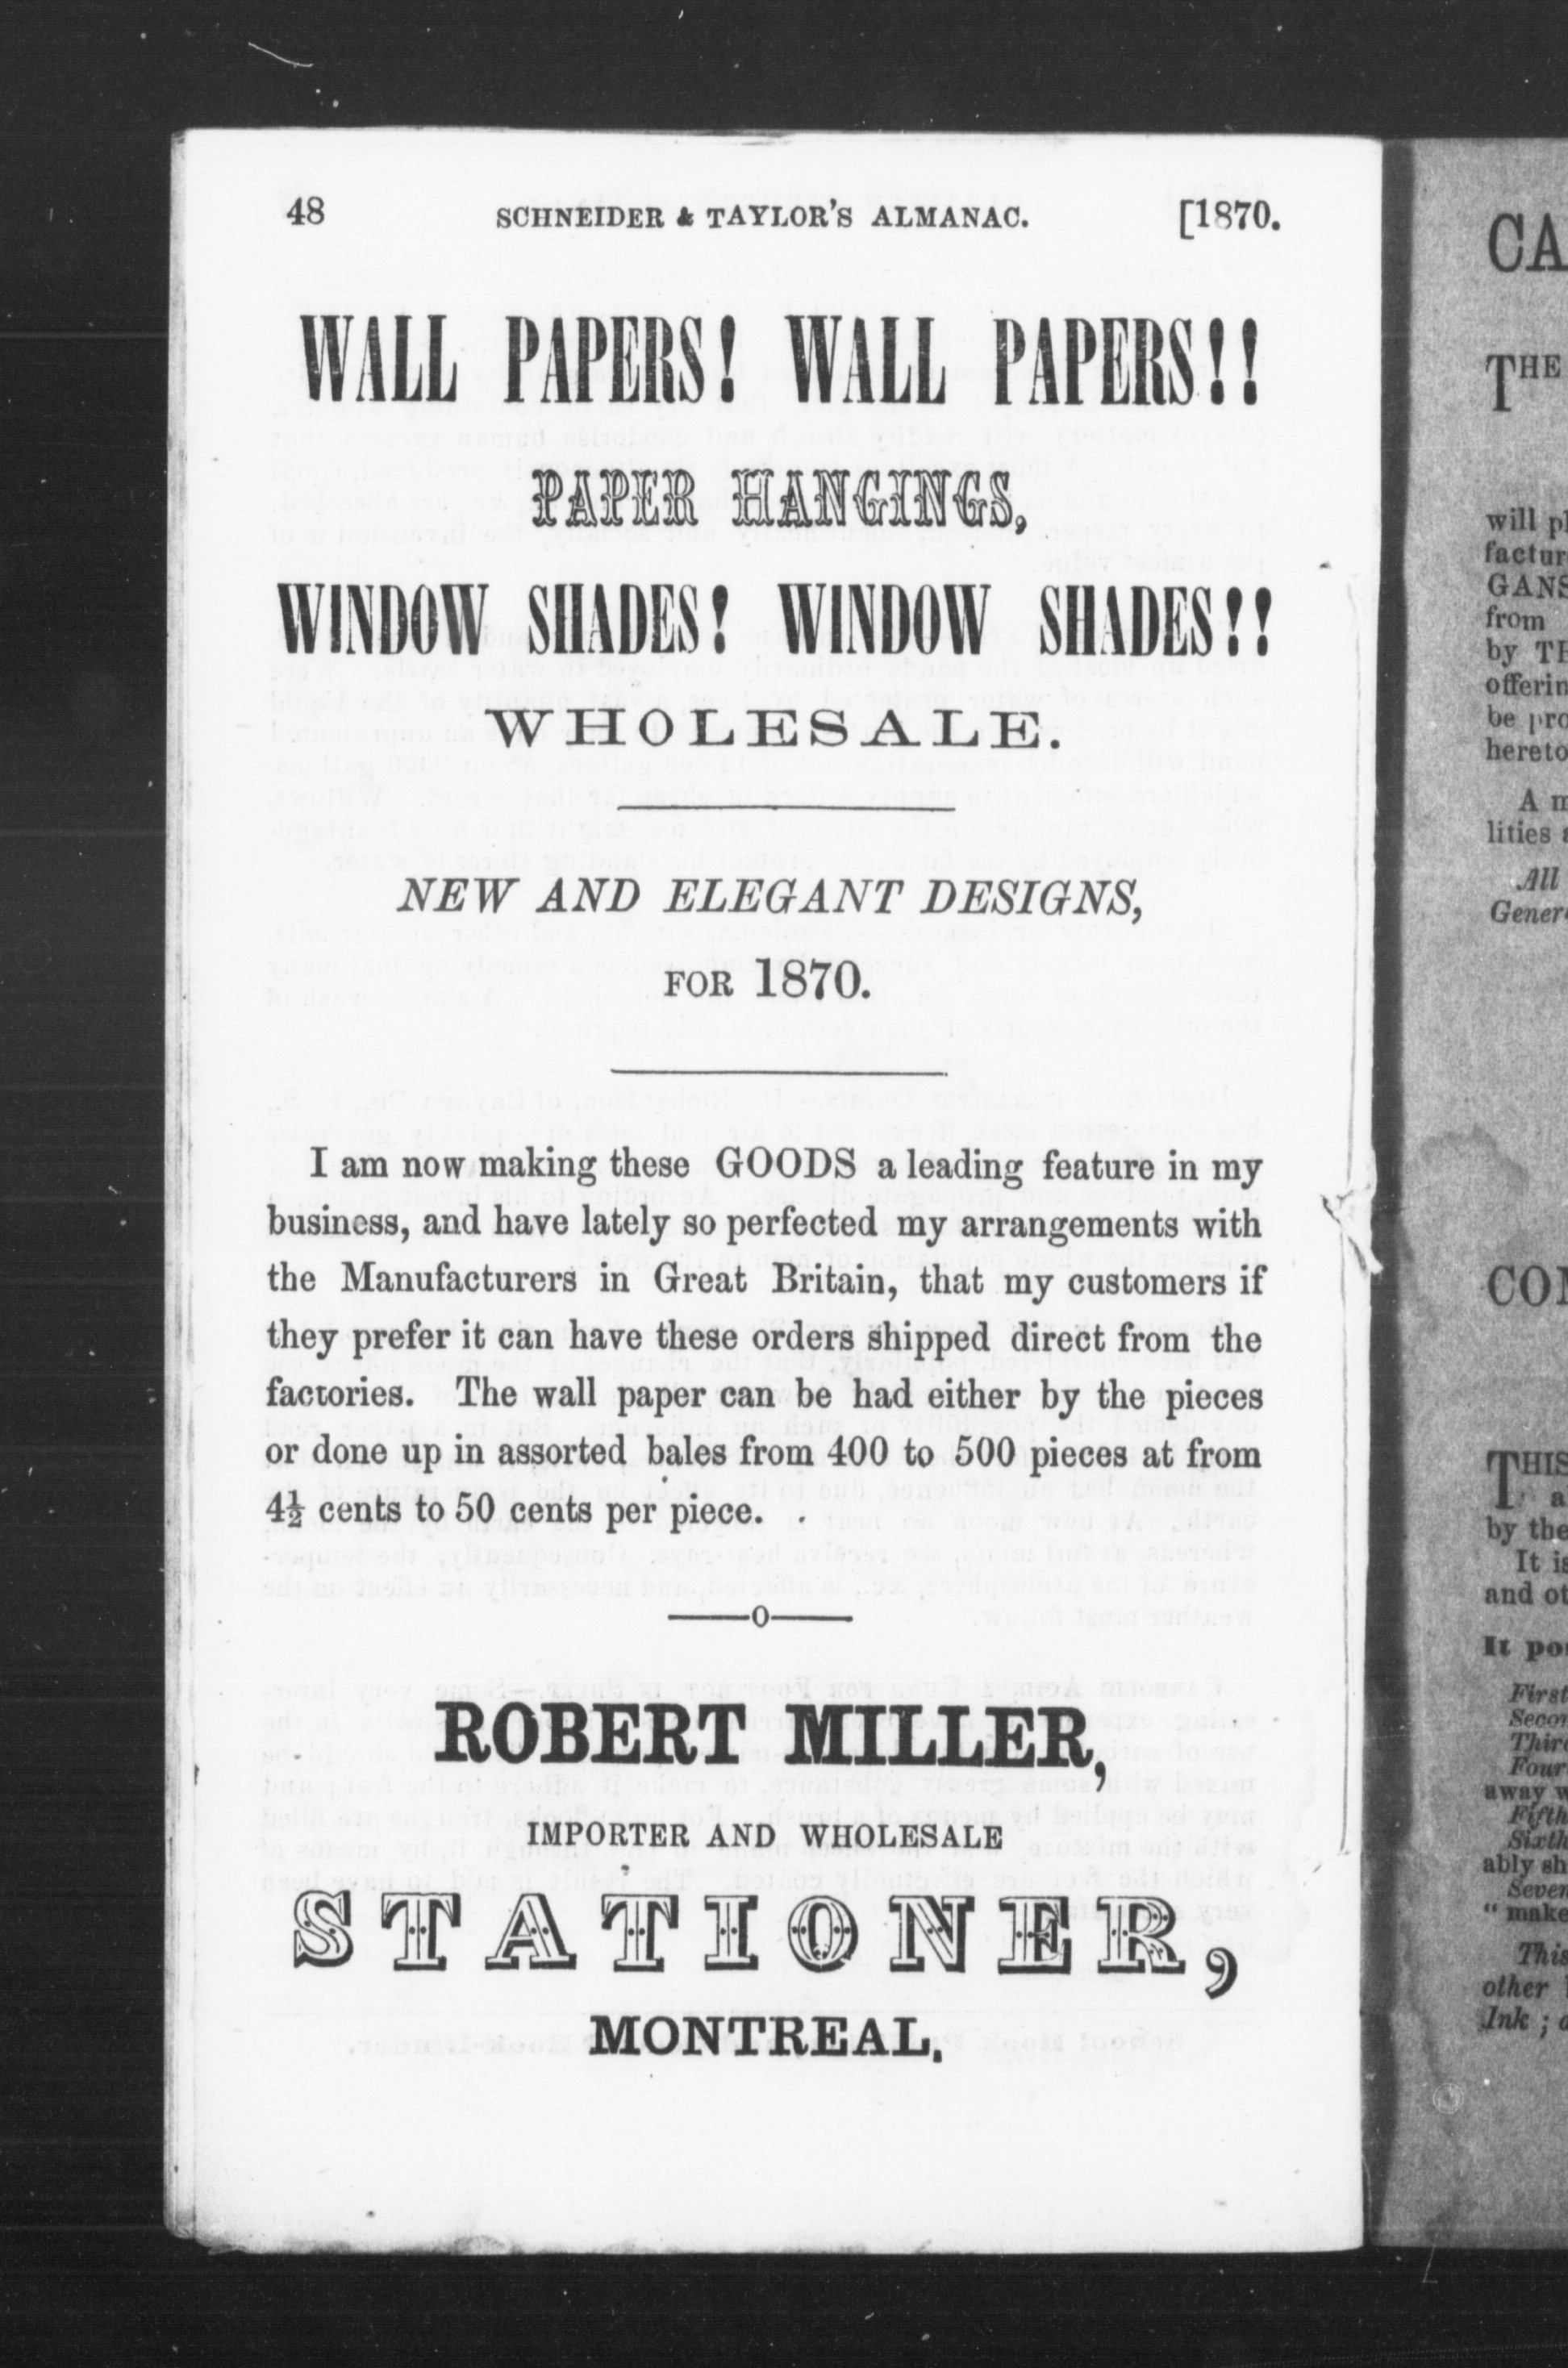 48 SCHNEIDER & TAYLOR'S ALMANAC. [1870.
WALL PAPERS! WALL PAPERS!!
PAPER HANGINGS,
WINDOW SHADES! WINDOW SHADES!!
WHOLESALE.
NEW AND ELEGANT DESIGNS,
FOR 1870.
I am now making these GOODS a leading feature in my
business, and have lately so perfected my arrangements with
the Manufacturers in Great Britain, that my customers if
they prefer it can have these orders shipped direct from the
factories. The wall paper can be had either by the pieces
or done up in assorted bales from 400 to 500 pieces at from
4½ cents to 50 cents per piece.
——o——
ROBERT MILLER,
IMPORTER AND WHOLESALE
STATIONER,
MONTREAL.
CA
THE
will pl
factur
GANS
from
by TH
offerin
be pro
hereto
A m
lities a
All
Gener
CON
THIS
a
by the
It is
and ot
It po
First
Secon
Third
Four
away w
Fifth
Sixth
ably sh
Seven
" make
This
other
Ink ; a